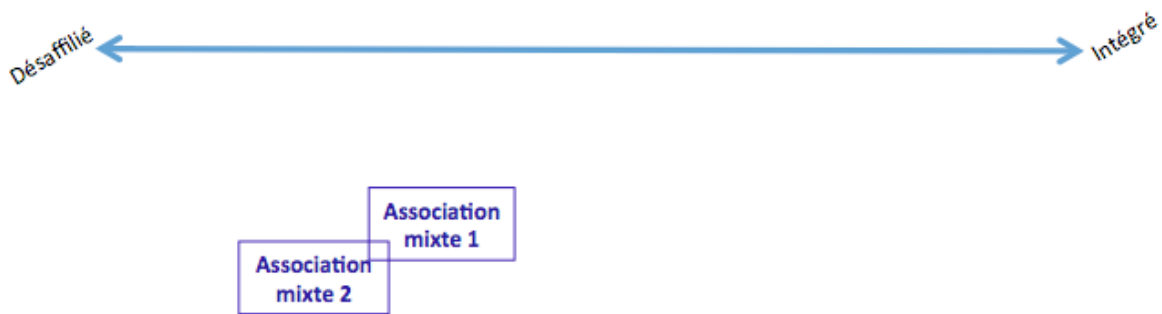 Désaffilié
Intégré
Association
mixte 1
Association
mixte 2